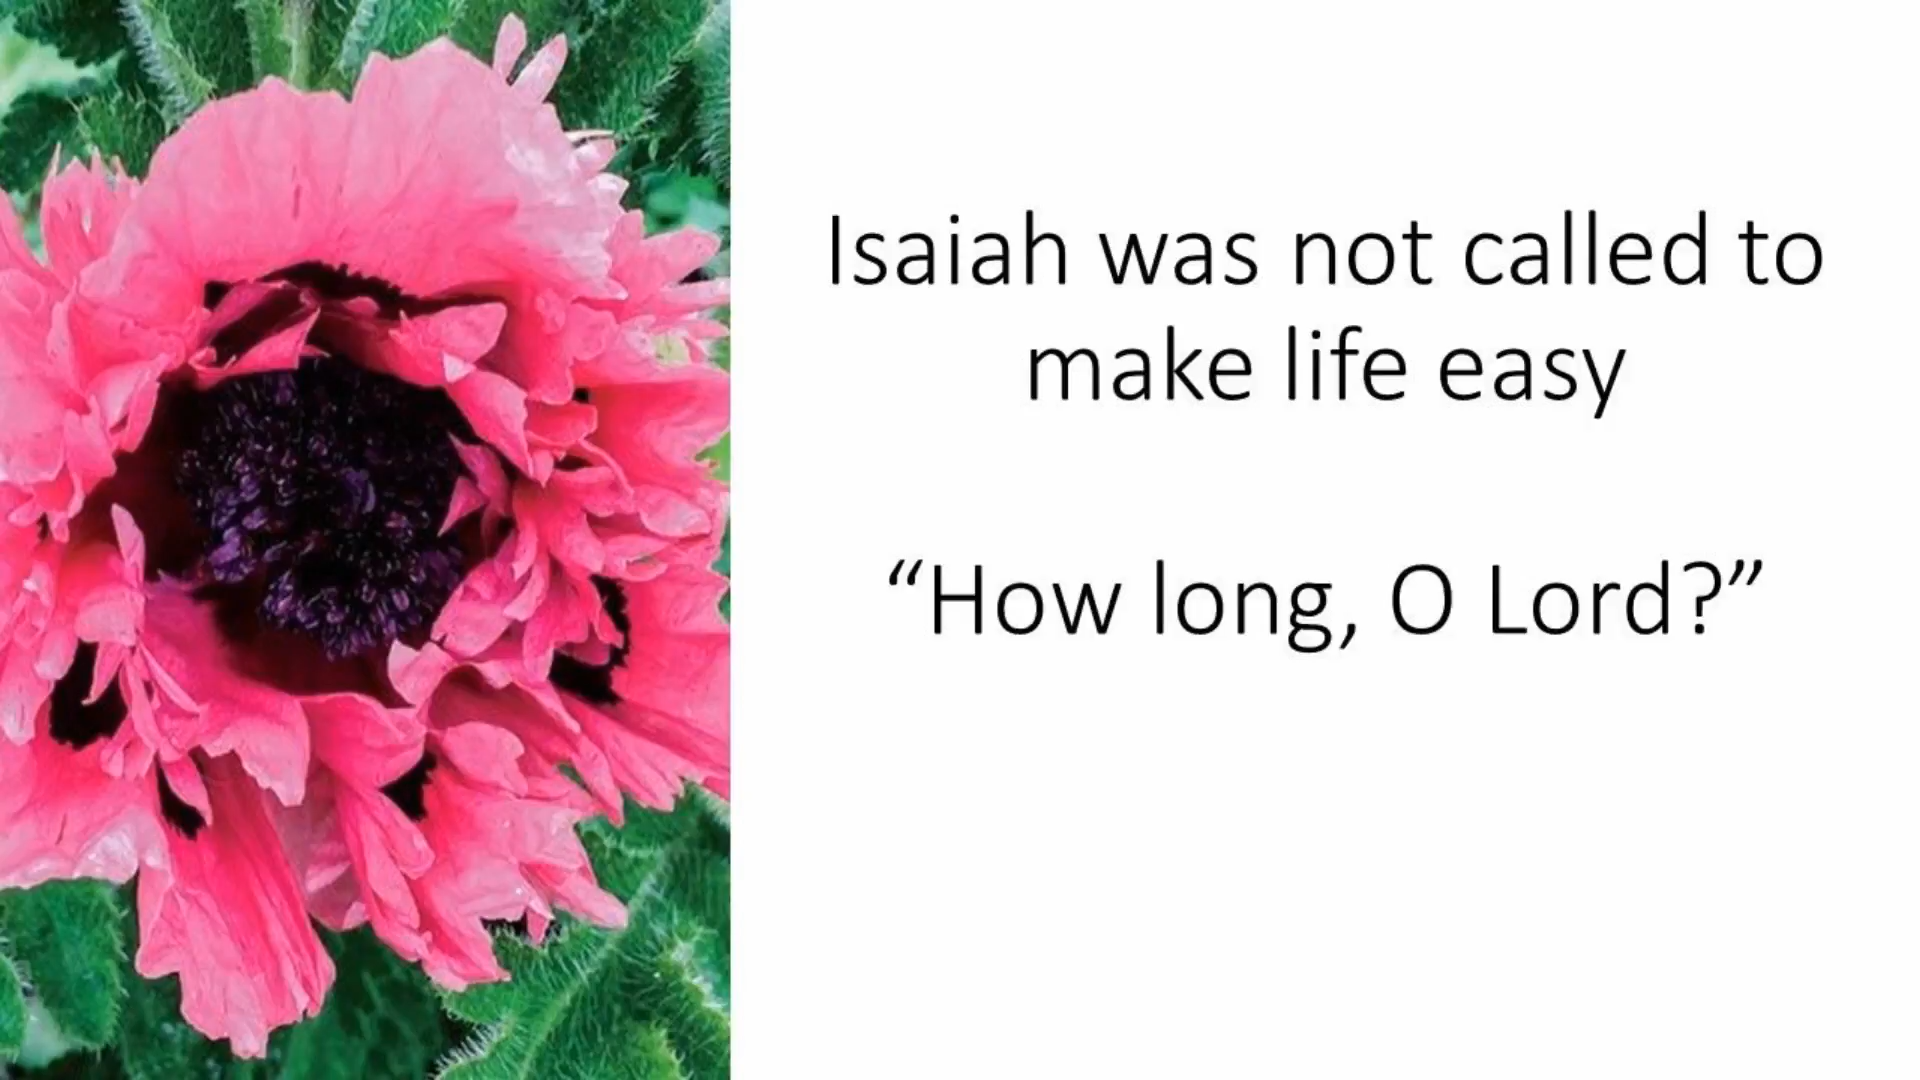 Isaiah was not called to
make life easy
“How long, O Lord?”